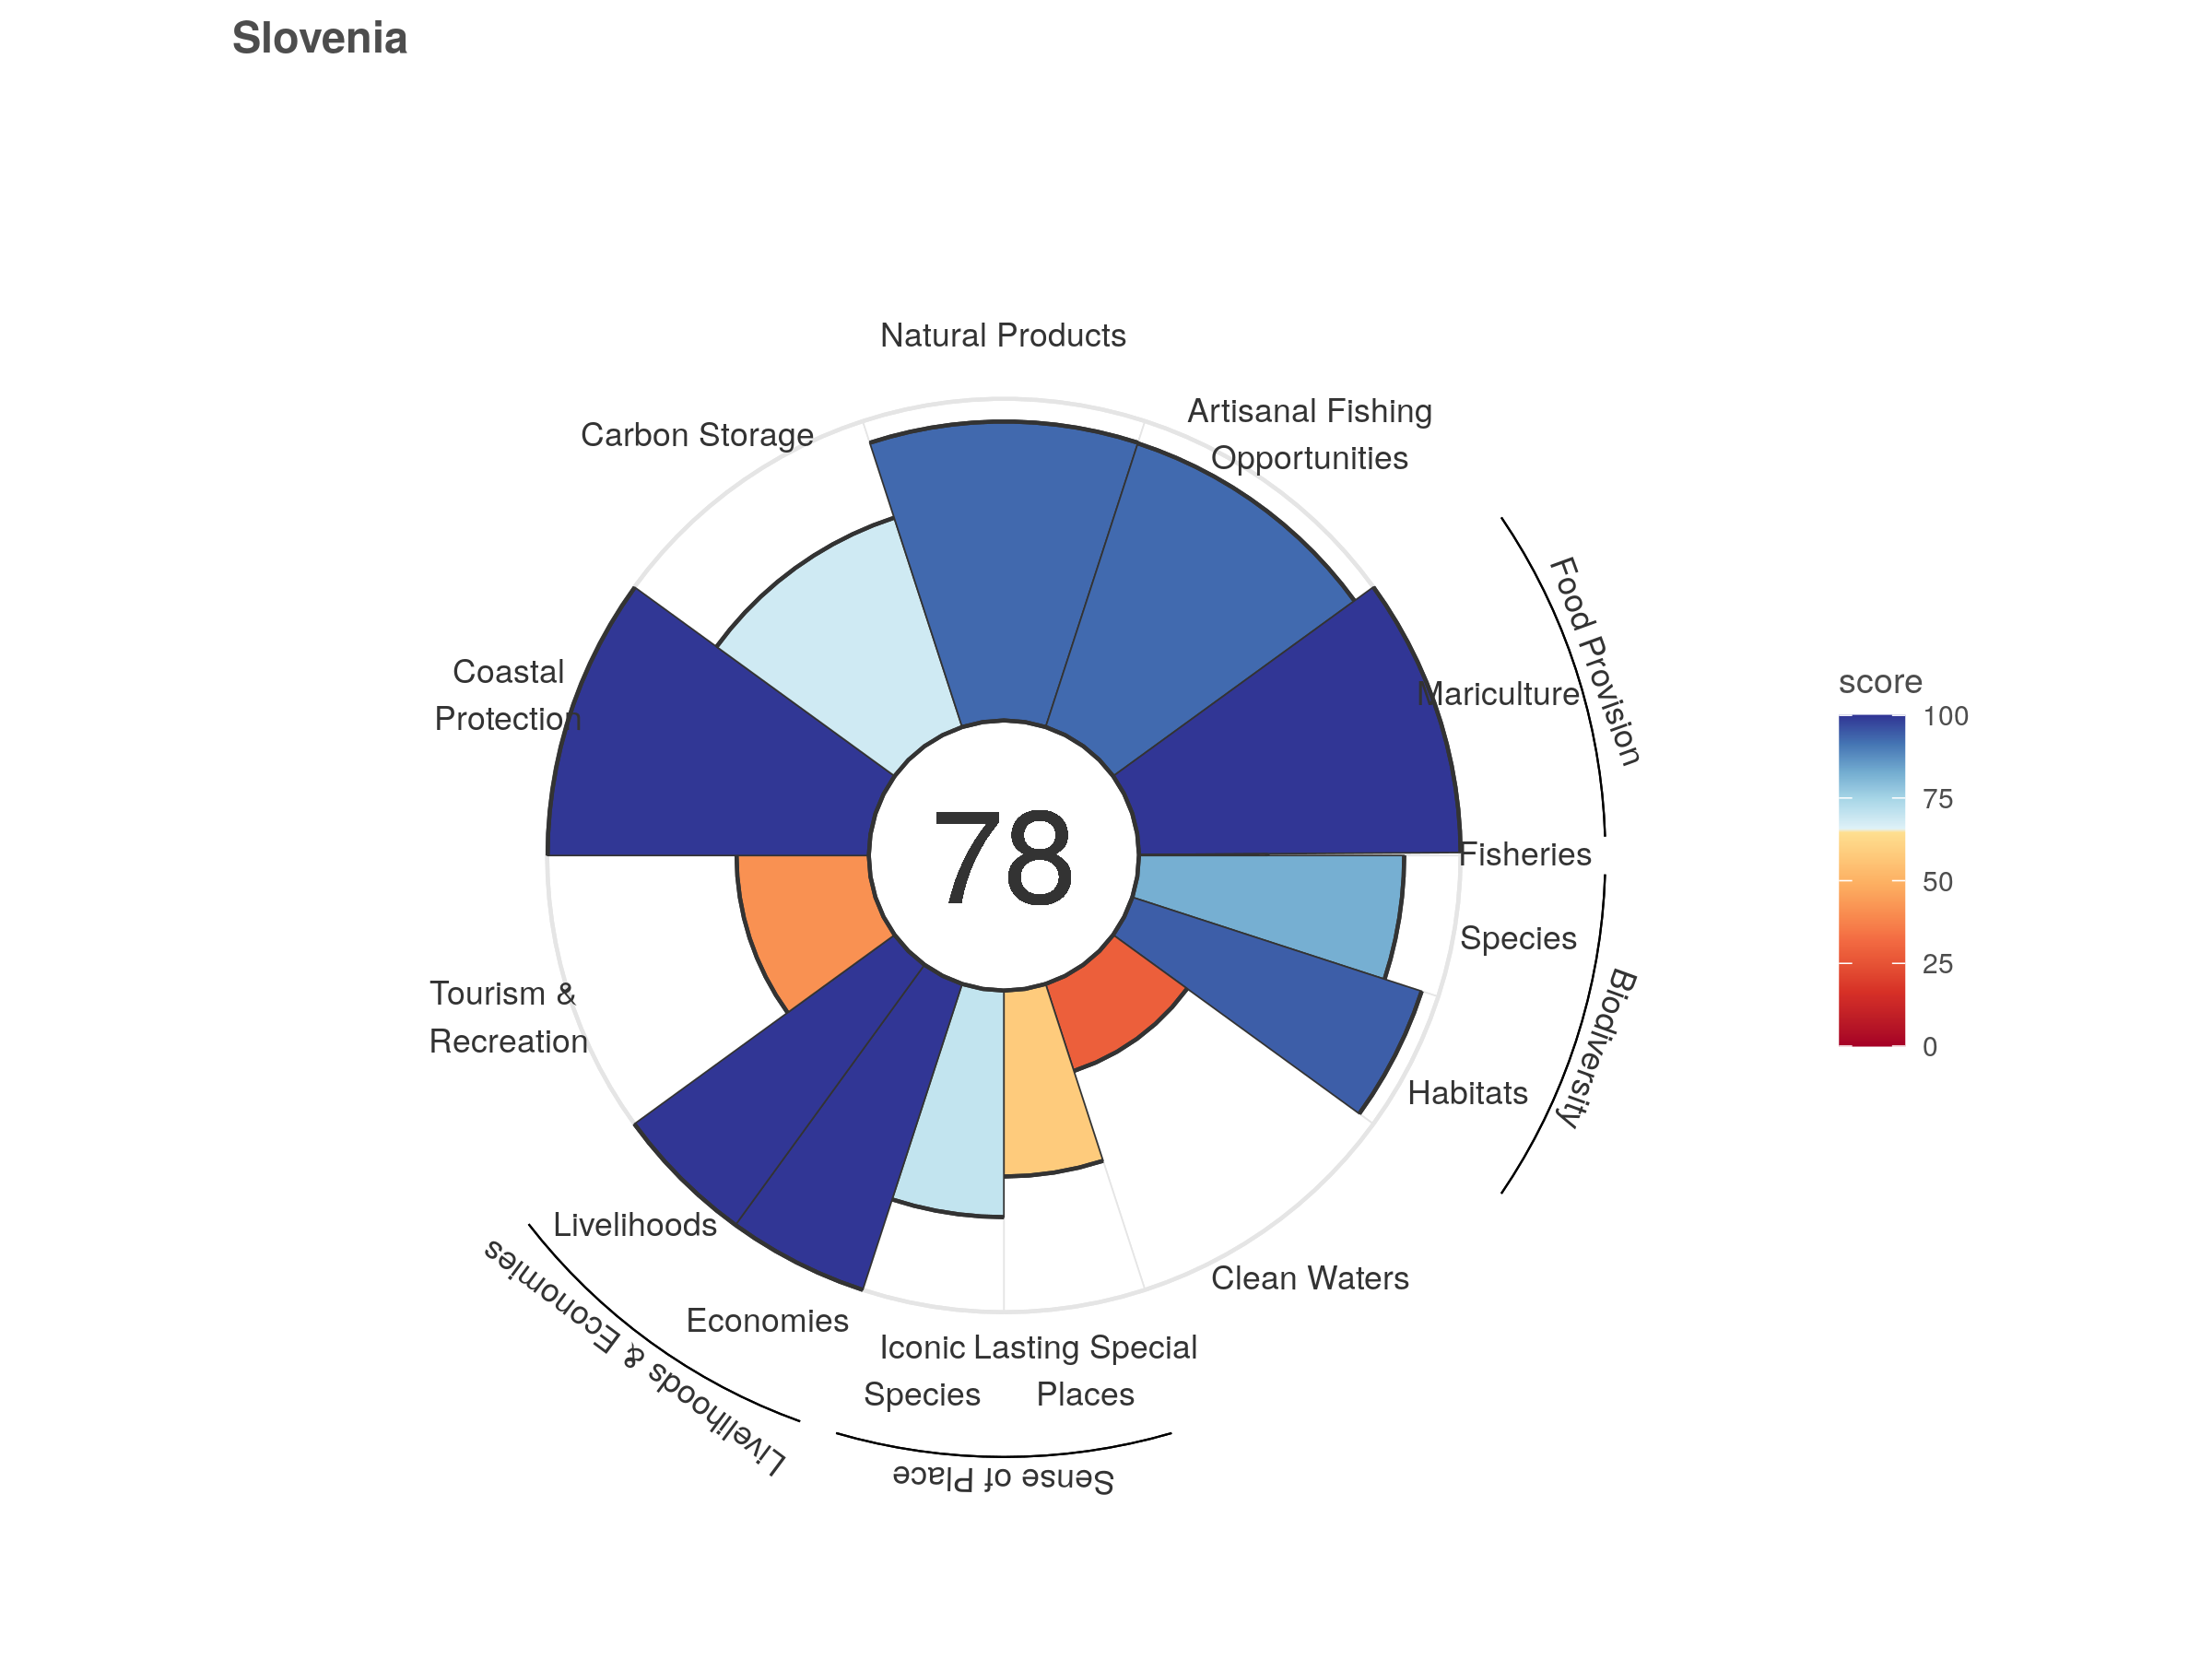 Slovenia
Natural Products
Artisanal Fishing
Opportunities
Carbon Storage
Food Provision
Coastal
Protection
Mariculture
score
100
75
50
25
0
78
Fisheries
Species
Biodiversity
Tourism &
Recreation
Habitats
Livelihoods
Livelihoods & Economies
Clean Waters
Economies
Iconic
Species
Lasting Special
Places
Sense of Place